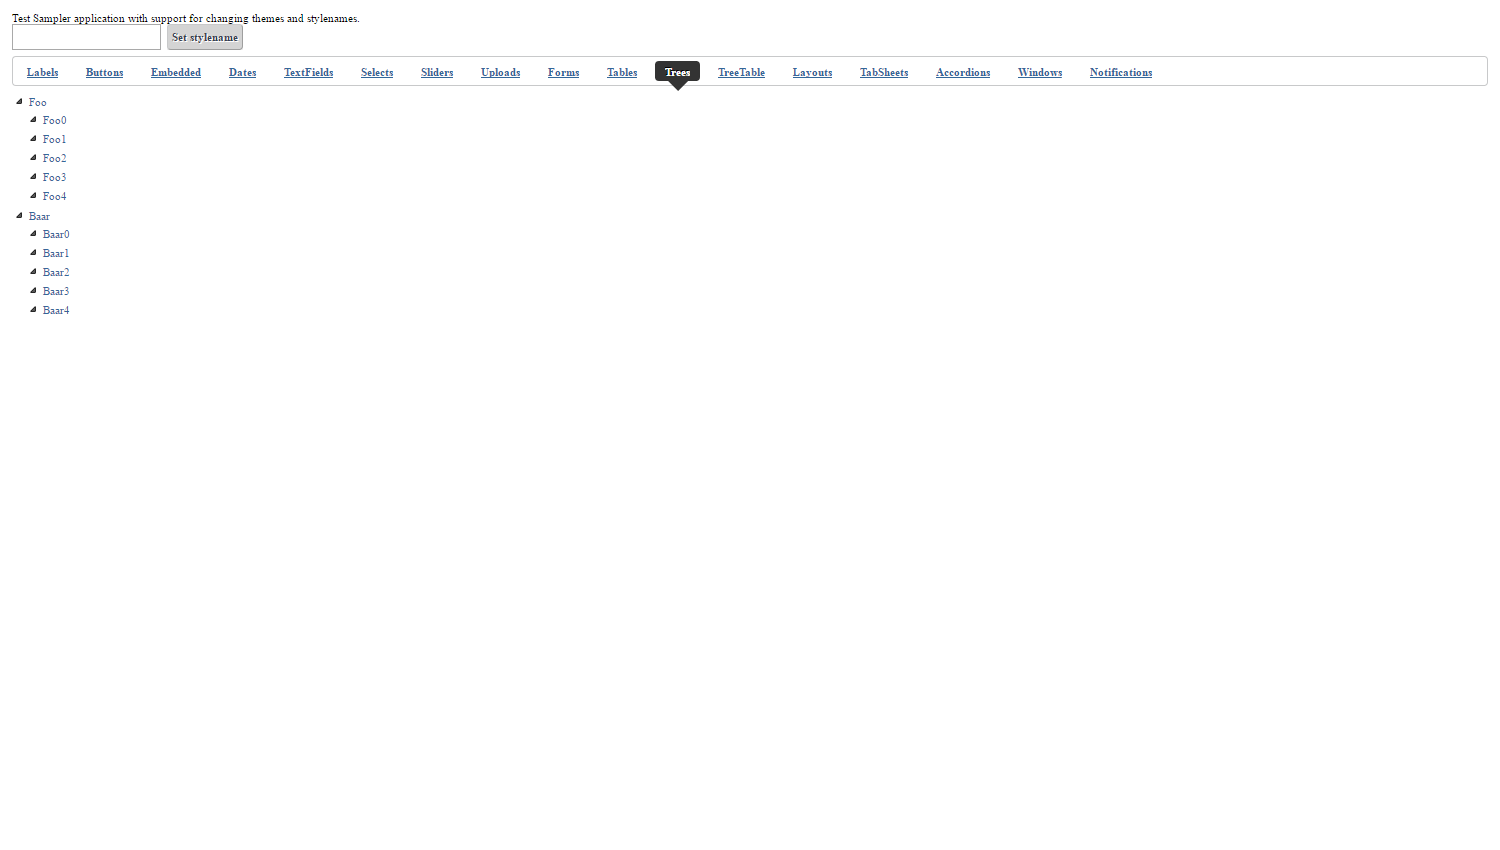 Test Sampler application with support for changing themes and stylenames.
Set stylename
Labels Buttons Embedded Dates TextFields Selects Sliders Uploads Forms Tables Trees TreeTable Layouts TabSheets Accordions Windows Notifications
Foo
Foo0
Foo1
Foo2
Foo3
Foo4
Baar
Baar0
Baar1
Baar2
Baar3
Baar4